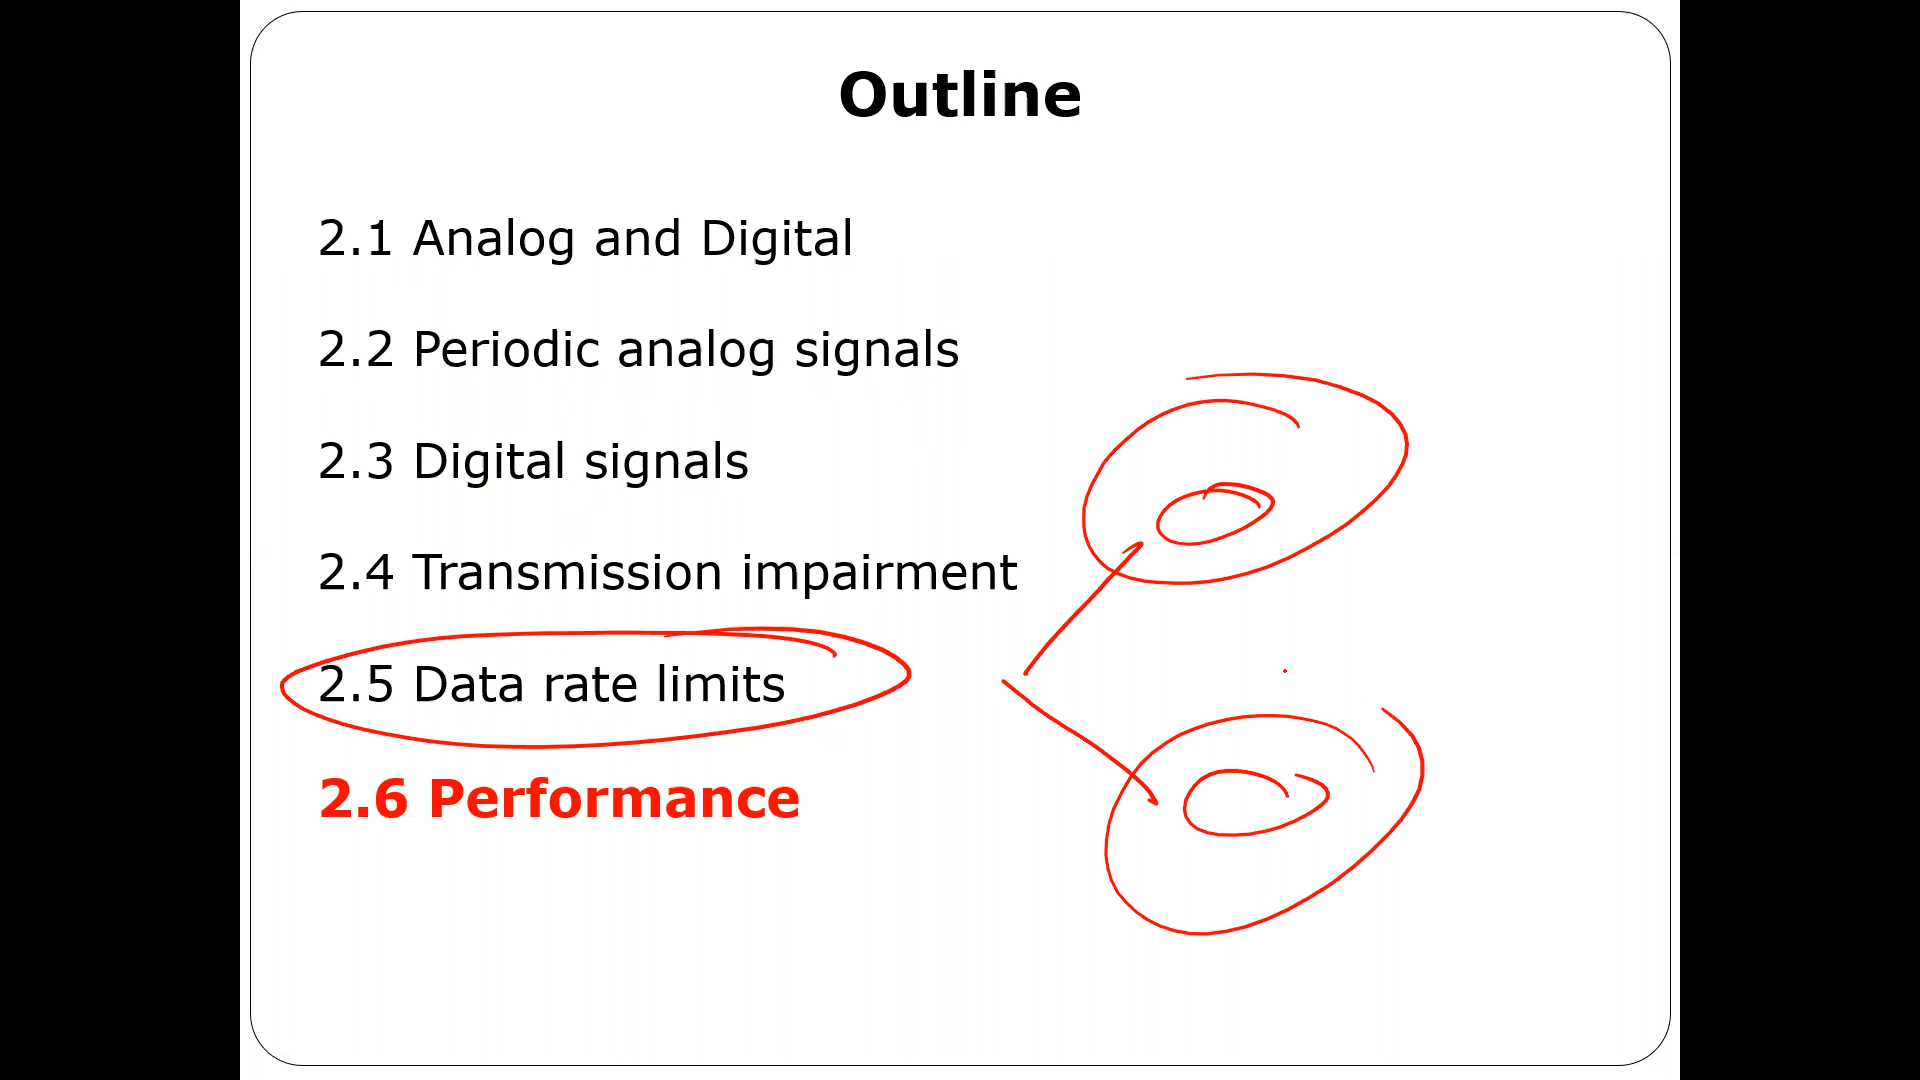 Outline
2.1 Analog and Digital
2.2 Periodic analog signals
2.3 Digital signals
2.4 Transmission impairment
2.5 Data rate limits
2.6 Performance